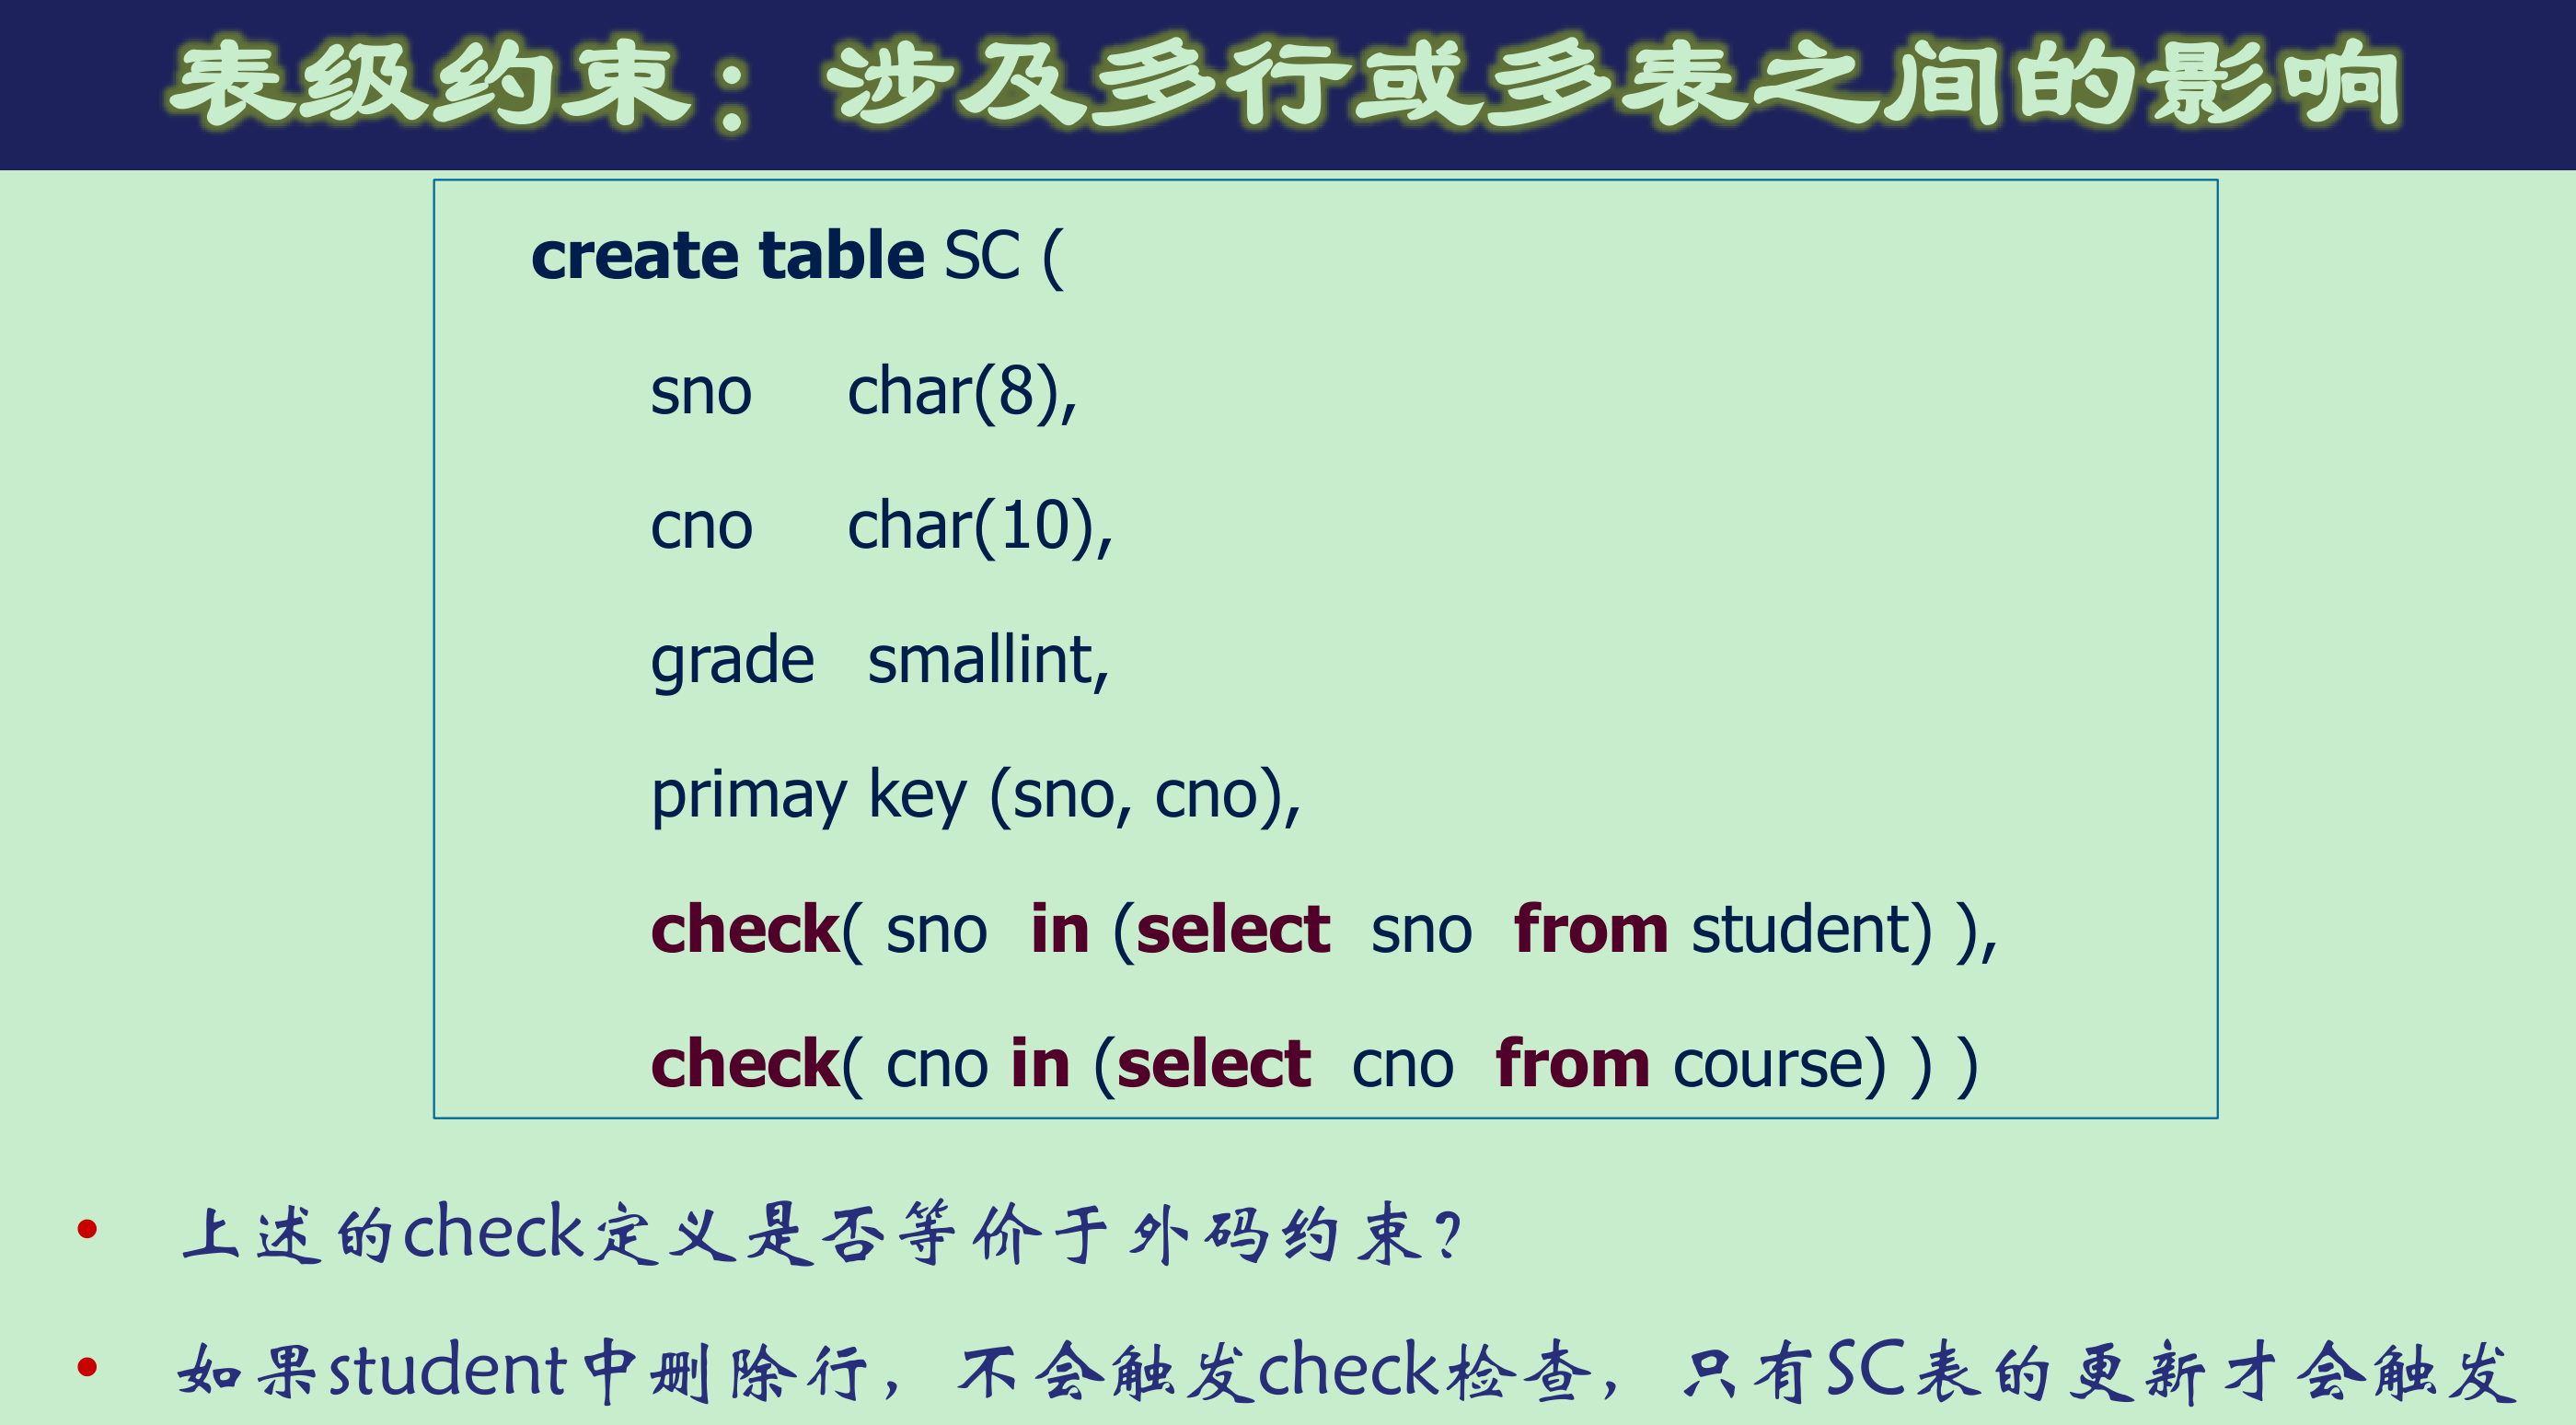 表级约束：涉及多行或多表之间的影响
create table SC (
sno char(8),
cno char(10),
grade smallint,
primay key (sno, cno),
check( sno in (select sno from student) ),
check( cno in (select cno from course) ) )
• 上述的check定义是否等价于外码约束？
• 如果student中删除行，不会触发check检查，只有SC表的更新才会触发